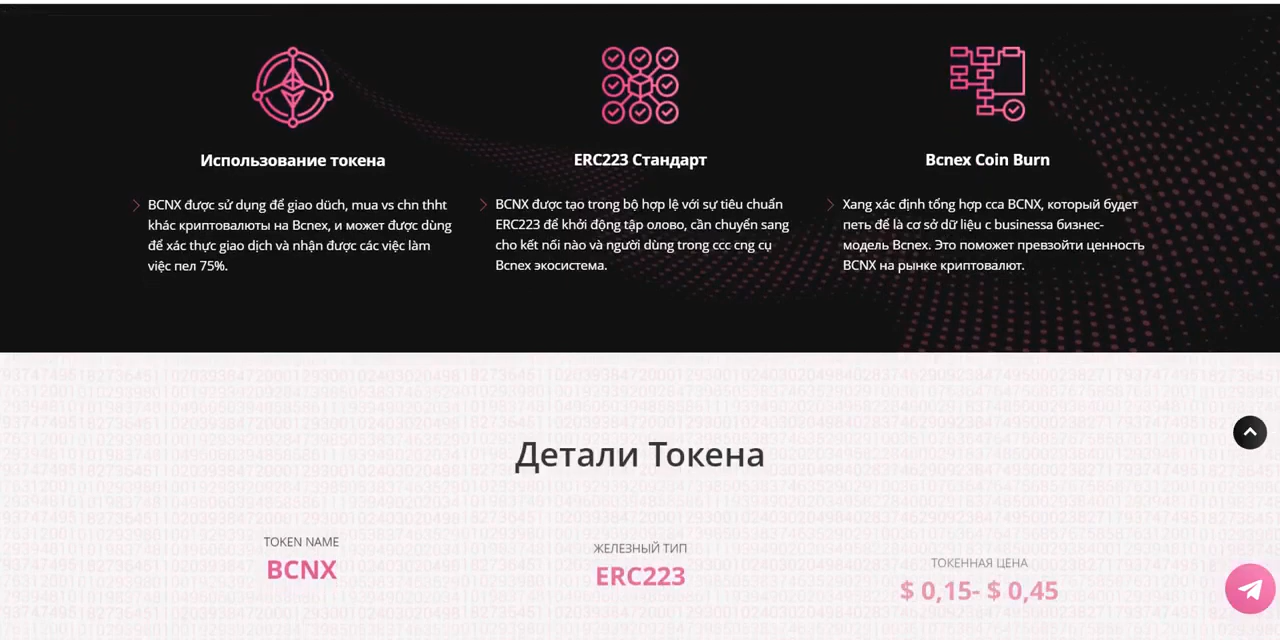 Использование токена
BCNX được sử dụng để giao düch, mua vs chn thht
khác криптовалюты на Bcnex, и может được dùng
để xác thực giao dịch và nhận được các việc làm
việc пел 75%.
ERC223 Стандарт
BCNX được tạo trong bộ hợp lệ với sự tiêu chuẩn
ERC223 để khởi động tập олово, cần chuyển sang
cho kết nối nào và người dùng trong ccc cng cụ
Bcnex экосистема.
Bcnex Coin Burn
Xang xác định tổng hợp cca BCNX, который будет
петь để là cơ sở dữ liệu с businessa бизнес-
модель Bcnex. Это поможет превзойти ценность
BCNX на рынке криптовалют.
Детали Токена
TOKEN NAME
BCNX
ЖЕЛЕЗНЫЙ ТИП
ERC223
ТОКЕННАЯ ЦЕНА
$ 0,15- $ 0,45